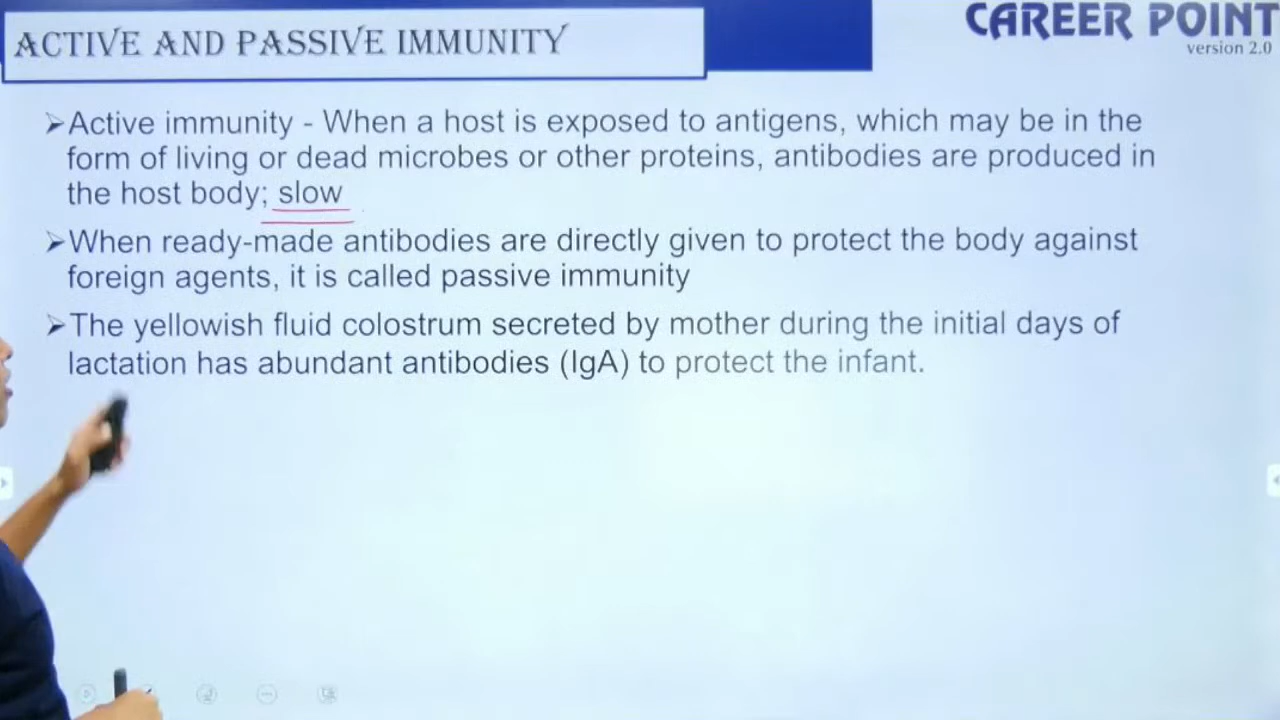 ACTIVE AND PASSIVE IMMUNITY
CAREER POINT
version 2.0
➢Active immunity - When a host is exposed to antigens, which may be in the
form of living or dead microbes or other proteins, antibodies are produced in
the host body; slow
➢When ready-made antibodies are directly given to protect the body against
foreign agents, it is called passive immunity
➢The yellowish fluid colostrum secreted by mother during the initial days of
lactation has abundant antibodies (IgA) to protect the infant.